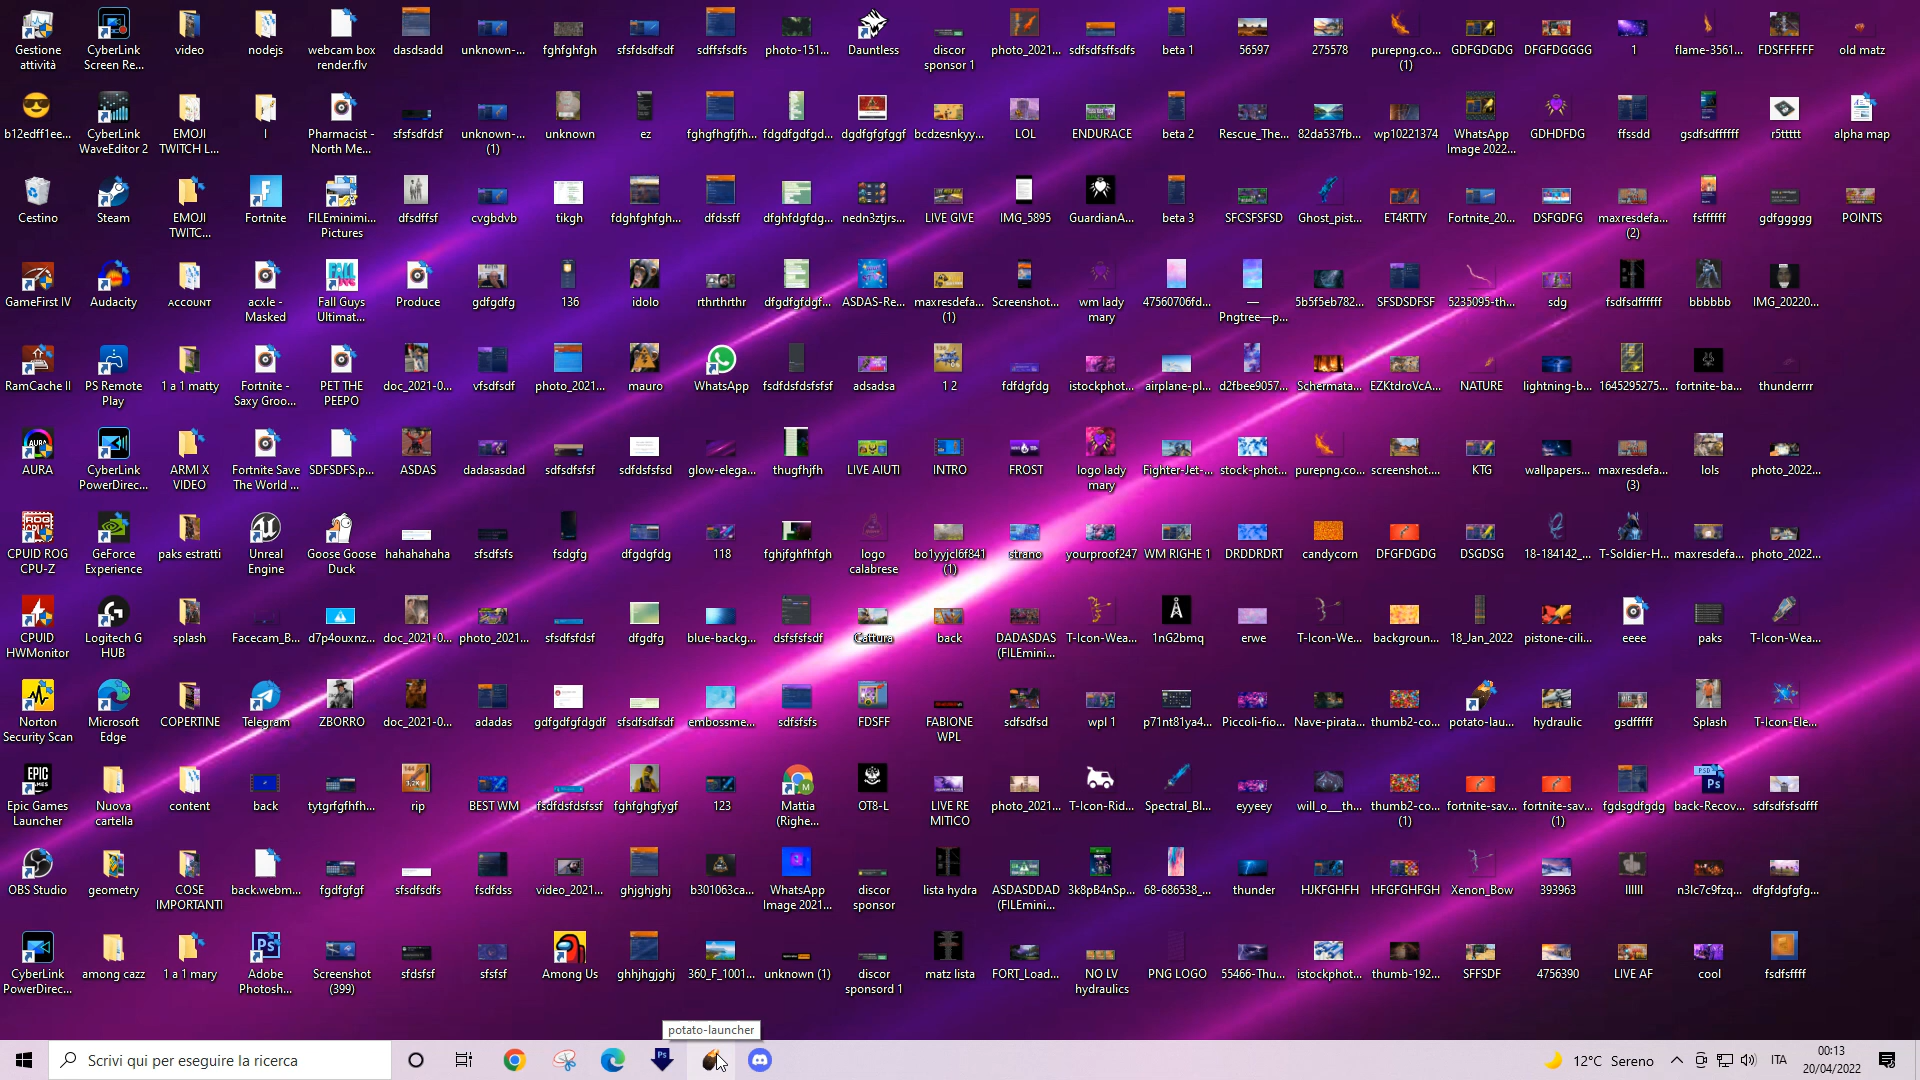 Gestione
attività
CyberLink
Screen Re...
video
nodejs
webcam box
render.flv
dasdsadd
unknown-...
fghfghfgh
sfsfdsfdsf
sdffsfsdfs
photo-151...
Dauntless
discor
sponsor 1
photo_2021...
sdfsdfsffsdfs
beta 1
56597
275578
purepng.co...
(1)
GDFGDGDG
DFGFDGGGG
1
flame-3561...
FDSFFFFFF
old matz
b12edff1ee...
CyberLink
WaveEditor 2
EMOJI
TWITCH L...
Pharmacist -
North Me...
sfsfsdfdsf
unknown-...
(1)
unknown
ez
fghgfhgfjfh...
fdgdfgdfgd...
dgdfgfgfggf
bcdzesnkyy...
LOL
ENDURACE
beta 2
Rescue_The...
82da537fb...
wp10221374
WhatsApp
Image 2022...
GDHDFDG
ffssdd
gsdfsdffffff
r5ttttt
alpha map
Cestino
Steam
EMOJI
TWITC...
Fortnite
FILEminimi...
Pictures
dfsdffsf
cvgbdvb
tikgh
fdghfghfgh...
dfdssff
dfghfdgfdg...
nedn3ztjrs...
LIVE GIVE
IMG_5895
GuardianA...
beta 3
SFCSFSFSD
Ghost_pist...
ET4RTTY
Fortnite_20...
DSFGDFG
maxresdefa...
(2)
fsffffff
gdfggggg
POINTS
GameFirst IV
Audacity
ACCOUNT
acxle -
Masked
Fall Guys
Ultimat...
Produce
gdfgdfg
136
idolo
rthrthrthr
dfgdfgfdgf...
ASDAS-Re...
maxresdefa...
(1)
Screenshot...
wm lady
mary
47560706fd...
—
Pngtree—p...
5b5f5eb782...
SFSDSDFSF
5235095-th...
sdg
fsdfsdffffff
bbbbbb
IMG_20220...
RamCache II
PS Remote
Play
1 a 1 matty
Fortnite -
Saxy Groo...
PET THE
PEEPO
doc_2021-0...
vfsdfsdf
photo_2021...
mauro
WhatsApp
fsdfdsfdsfsfsf
adsadsa
1 2
fdfdgfdg
istockphot...
airplane-pl...
d2fbee9057...
Schermata...
EZKtdroVcA...
NATURE
lightning-b...
1645295275...
fortnite-ba...
thunderrrr
AURA
CyberLink
PowerDirec...
ARMI X
VIDEO
Fortnite Save
The World ...
SDFSDFS.p...
ASDAS
dadasasdad
sdfsdfsfsf
sdfdsfsfsd
glow-elega...
thugfhjfh
LIVE AIUTI
INTRO
FROST
logo lady
mary
Fighter-Jet-...
stock-phot...
purepng.co...
screenshot....
KTG
wallpapers...
maxresdefa...
(3)
lols
photo_2022...
CPUID ROG
CPU-Z
GeForce
Experience
paks estratti
Unreal
Engine
Goose Goose
Duck
hahahahaha
sfsdfsfs
fsdgfg
dfgdgfdg
118
fghjfghfhfgh
logo
calabrese
bo1yyjcl6f841
(1)
strano
yourproof247
WM RIGHE 1
DRDDRDRT
candycorn
DFGFDGDG
DSGDSG
18-184142_...
T-Soldier-H...
maxresdefa...
photo_2022...
CPUID
HWMonitor
Logitech G
HUB
splash
Facecam_B...
d7p4ouxnz...
doc_2021-0...
photo_2021...
sfsdfsfdsf
dfgdfg
blue-backg...
dsfsfsfsdf
Cattura
back
DADASDAS
(FILEmini...
T-Icon-Wea...
1nG2bmq
erwe
T-Icon-We...
backgroun...
18_Jan_2022
pistone-cili...
eeee
paks
T-Icon-Wea...
Norton
Security Scan
Microsoft
Edge
COPERTINE
Telegram
ZBORRO
doc_2021-0...
adadas
gdfgdfgfdgdf
sfsdfsdfsdf
embossme...
sdfsfsfs
FDSFF
FABIONE
WPL
sdfsdfsd
wpl 1
p71nt81ya4...
Piccoli-fio...
Nave-pirata...
thumb2-co...
potato-lau...
hydraulic
gsdfffff
Splash
T-Icon-Ele...
Epic Games
Launcher
Nuova
cartella
content
back
tytgrfgfhfh...
rip
BEST WM
fsdfdsfdsfssf
fghfghgfygf
123
Mattia
(Righe...
OT8-L
LIVE RE
MITICO
photo_2021...
T-Icon-Rid...
Spectral_Bl...
eyyeey
will_o__th...
thumb2-co...
(1)
fortnite-sav...
fortnite-sav...
(1)
fgdsgdfgdg
back-Recov...
sdfsdfsfsdfff
OBS Studio
geometry
COSE
IMPORTANTI
back.webm...
fgdfgfgf
sfsdfsdfs
fsdfdss
video_2021...
ghjghjghj
b301063ca...
WhatsApp
Image 2021...
discor
sponsor
lista hydra
ASDASDDAD
(FILEmini...
3k8pB4nSp...
68-686538_...
thunder
HJKFGHFH
HFGFGHFGH
Xenon_Bow
393963
n3lc7c9fzq...
dfgfdgfgfg...
CyberLink
PowerDirec...
among cazz
1 a 1 mary
Adobe
Photosh...
Screenshot
(399)
sfdsfsf
sfsfsf
Among Us
ghhjhgjghj
360_F_1001...
unknown (1)
discor
sponsord 1
matz lista
FORT_Load...
NO LV
hydraulics
PNG LOGO
55466-Thu...
istockphot...
thumb-192...
SFFSDF
4756390
LIVE AF
cool
fsdfsffff
potato-launcher
Scrivi qui per eseguire la ricerca
12°C Sereno
ITA
00:13
20/04/2022